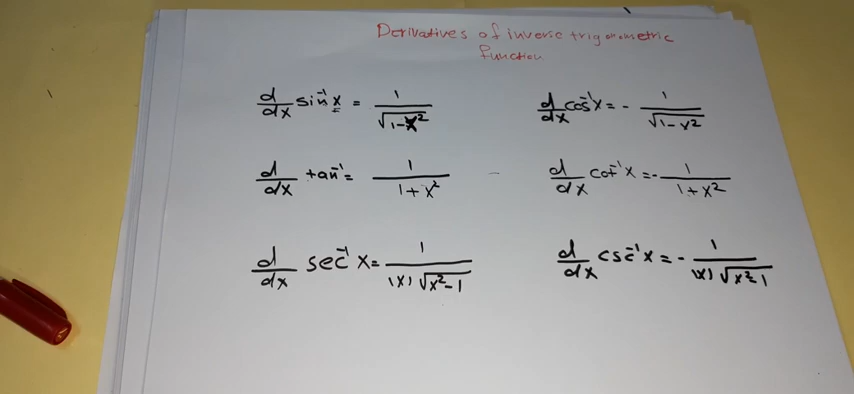 Derivatives of inverse trigonometric
function
d/dx sin⁻¹x = 1/√(1-x²)    d/dx cos⁻¹x = - 1/√(1-x²)
d/dx tan⁻¹ = 1/(1+x²)    d/dx cot⁻¹x = - 1/(1+x²)
d/dx sec⁻¹x = 1/(|x|√(x²-1))    d/dx csc⁻¹x = - 1/(|x|√(x²-1))